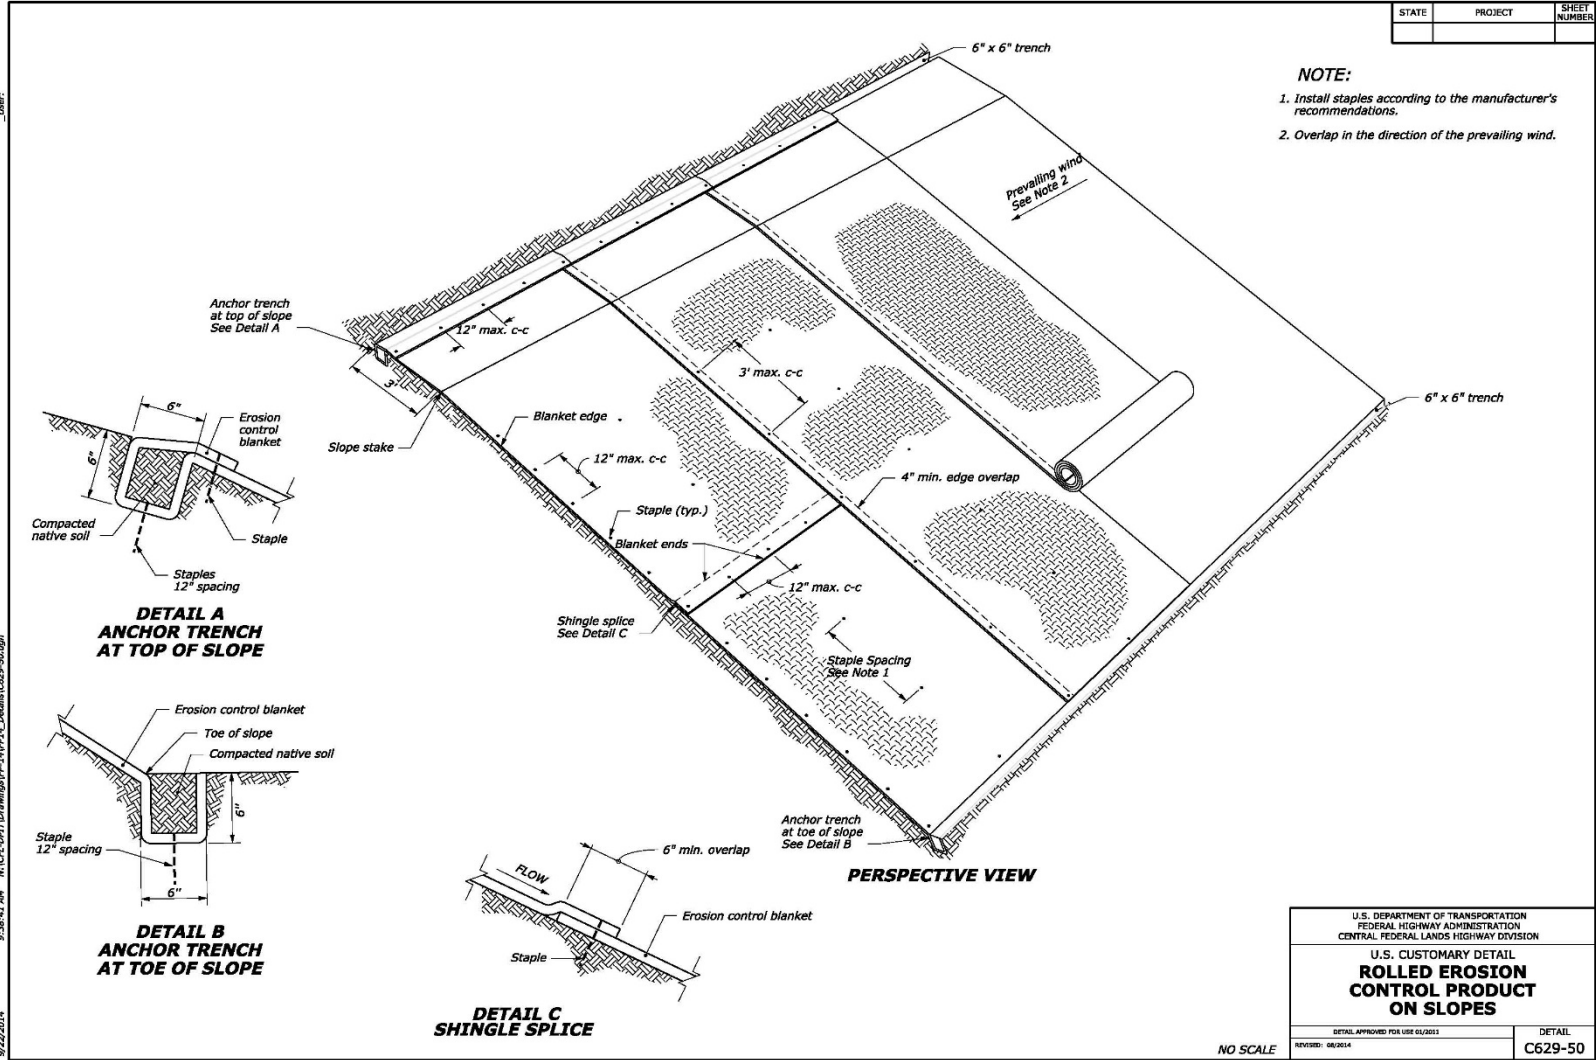 STATE
PROJECT
SHEET
NUMBER
6" x 6" trench
NOTE:
1. Install staples according to the manufacturer's
recommendations.
2. Overlap in the direction of the prevailing wind.
Prevailing wind
See Note 2
Anchor trench
at top of slope
See Detail A
12" max. c-c
3'
3' max. c-c
6" x 6" trench
Slope stake
Blanket edge
12" max. c-c
4" min. edge overlap
Staple (typ.)
Blanket ends
12" max. c-c
Shingle splice
See Detail C
Staple Spacing
See Note 1
Anchor trench
at toe of slope
See Detail B
PERSPECTIVE VIEW
6"
Erosion
control
blanket
6"
Compacted
native soil
Staple
Staples
12" spacing
DETAIL A
ANCHOR TRENCH
AT TOP OF SLOPE
Erosion control blanket
Toe of slope
Compacted native soil
6"
Staple
12" spacing
6"
DETAIL B
ANCHOR TRENCH
AT TOE OF SLOPE
FLOW
6" min. overlap
Erosion control blanket
Staple
DETAIL C
SHINGLE SPLICE
NO SCALE
U.S. DEPARTMENT OF TRANSPORTATION
FEDERAL HIGHWAY ADMINISTRATION
CENTRAL FEDERAL LANDS HIGHWAY DIVISION
U.S. CUSTOMARY DETAIL
ROLLED EROSION
CONTROL PRODUCT
ON SLOPES
DETAIL APPROVED FOR USE 01/2011
REVISED: 08/2014
DETAIL
C629-50
9/22/2014